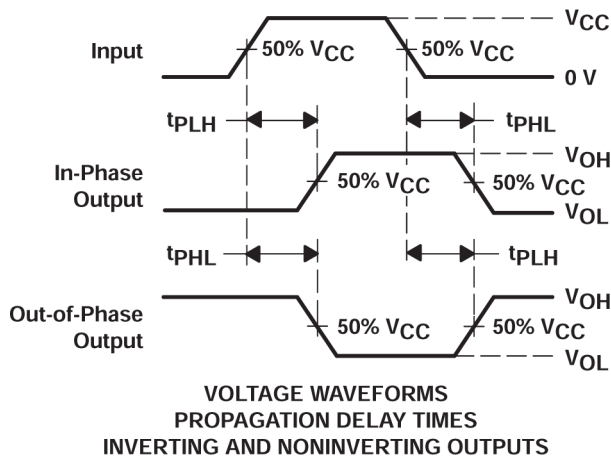 VCC
Input 50% VCC 50% VCC
0 V
tPLH tPHL
VOH
In-Phase Output 50% VCC 50% VCC
VOL
tPHL tPLH
VOH
Out-of-Phase Output 50% VCC 50% VCC
VOL
VOLTAGE WAVEFORMS
PROPAGATION DELAY TIMES
INVERTING AND NONINVERTING OUTPUTS